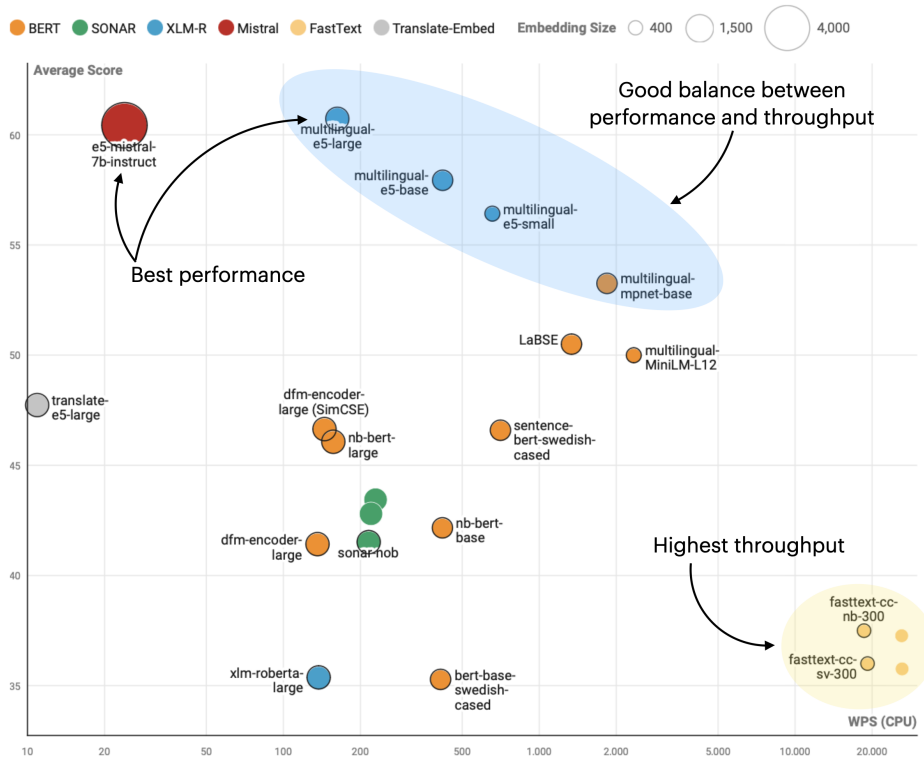 BERT SONAR XLM-R Mistral FastText Translate-Embed Embedding Size 400 1,500 4,000
Average Score
Good balance between
performance and throughput
60
multilingual-
e5-large
e5-mistral-
7b-instruct
multilingual-
e5-base
multilingual-
e5-small
55
Best performance
multilingual-
mpnet-base
LaBSE
50
multilingual-
MiniLM-L12
translate-
e5-large
dfm-encoder-
large (SimCSE)
nb-bert-
large
sentence-
bert-swedish-
cased
45
dfm-encoder-
large
sonar-nob
nb-bert-
base
Highest throughput
40
fasttext-cc-
nb-300
fasttext-cc-
sv-300
xlm-roberta-
large
bert-base-
swedish-
cased
35
WPS (CPU)
10 20 50 100 200 500 1.000 2.000 5.000 10.000 20.000